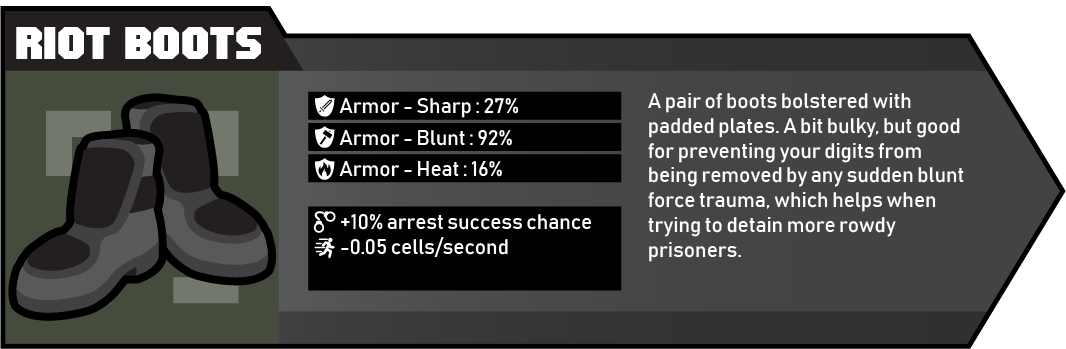 RIOT BOOTS
Armor - Sharp : 27%
Armor - Blunt : 92%
Armor - Heat : 16%
+10% arrest success chance
-0.05 cells/second
A pair of boots bolstered with
padded plates. A bit bulky, but good
for preventing your digits from
being removed by any sudden blunt
force trauma, which helps when
trying to detain more rowdy
prisoners.